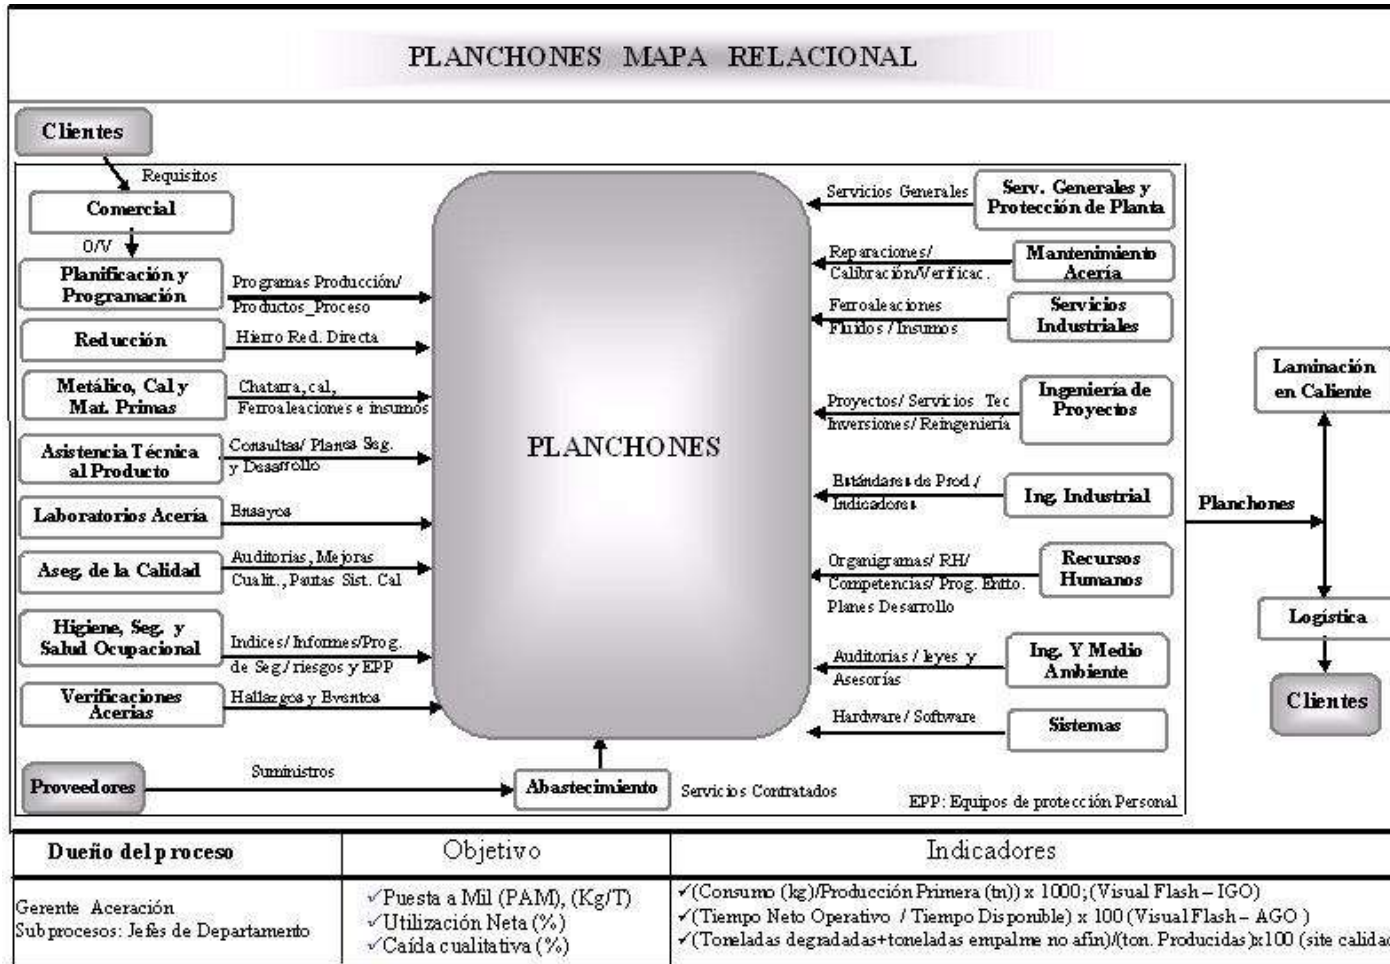 PLANCHONES MAPA RELACIONAL
Clientes
Requisitos
Comercial
O/V
Planificación y
Programación
Programas Producción/
Productos_Proceso
Reducción
Hierro Red. Directa
Metálico, Cal y
Mat. Primas
Chatarra, cal,
Ferroaleaciones e insumos
Asistencia Técnica
al Producto
Consultas/ Planes Seg.
y Desarrollo
Laboratorios Acería
Ensayos
Aseg. de la Calidad
Auditorias, Mejoras
Cualit., Pautas Sist. Cal
Higiene, Seg. y
Salud Ocupacional
Indices/ Informes/Prog.
de Seg./ riesgos y EPP
Verificaciones
Acerias
Hallazgos y Eventos
Proveedores
Suministros
Abastecimiento
Servicios Contratados
PLANCHONES
Servicios Generales
Serv. Generales y
Protección de Planta
Reparaciones/
Calibración/Verificac.
Mantenimiento
Acería
Ferroaleaciones
Fluidos / Insumos
Servicios
Industriales
Proyectos/ Servicios Tec
Inversiones/ Reingeniería
Ingeniería de
Proyectos
Estándares de Prod./
Indicadores
Ing. Industrial
Organigramas/ RH/
Competencias/ Prog. Entto.
Planes Desarrollo
Recursos
Humanos
Auditorias / leyes y
Asesorías
Ing. Y Medio
Ambiente
Hardware / Software
Sistemas
EPP: Equipos de protección Personal
Planchones
Laminación
en Caliente
Logística
Clientes
Dueño del proceso
Objetivo
Indicadores
Gerente Aceración
Subprocesos: Jefes de Departamento
✓Puesta a Mil (PAM), (Kg/T)
✓Utilización Neta (%)
✓Caída cualitativa (%)
✓(Consumo (kg)/Producción Primera (tn)) x 1000; (Visual Flash – IGO)
✓(Tiempo Neto Operativo / Tiempo Disponible) x 100 (Visual Flash – AGO )
✓(Toneladas degradadas+toneladas empalme no afín)/(ton. Producidas)x100 (site calidad